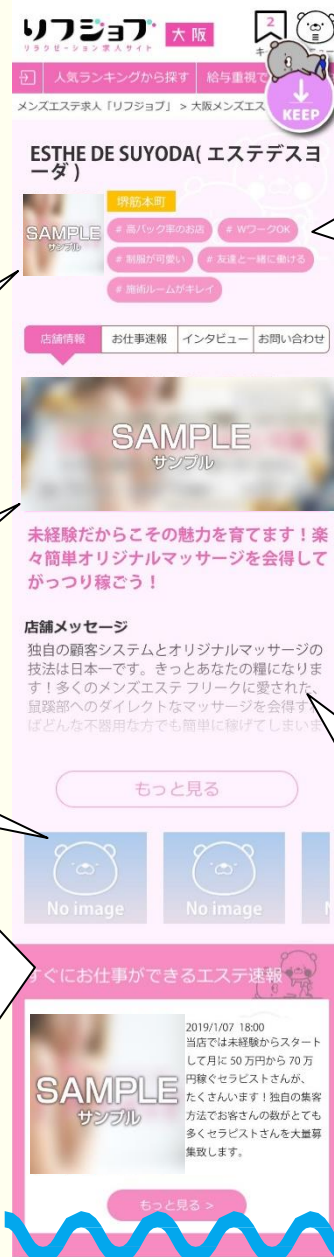 リフジョブ 大阪
リラクゼーション求人サイト
2
KEEP
人気ランキングから探す 給与重視で
メンズエステ求人「リフジョブ」 > 大阪メンズエス
ESTHE DE SUYODA( エステデスヨ
ーダ )
堺筋本町
# 高バック率のお店 # WワークOK
# 制服が可愛い # 友達と一緒に働ける
# 施術ルームがキレイ
SAMPLE
サンプル
店舗情報 お仕事速報 インタビュー お問い合わせ
SAMPLE
サンプル
未経験だからこその魅力を育てます！楽
々簡単オリジナルマッサージを会得して
がっつり稼ごう！
店舗メッセージ
独自の顧客システムとオリジナルマッサージの
技法は日本一です。きっとあなたの糧になりま
す！多くのメンズエステ フリークに愛された、
鼠蹊部へのダイレクトなマッサージを会得す
ばどんな不器用な方でも簡単に稼げてしまいま
もっと見る
No image No image
すぐにお仕事ができるエステ速報
SAMPLE
サンプル
2019/1/07 18:00
当店では未経験からスタート
して月に 50 万円から 70 万
円稼ぐセラピストさんが、
たくさんいます！独自の集客
方法でお客さんの数がとても
多くセラピストさんを大量募
集致します。
もっと見る >